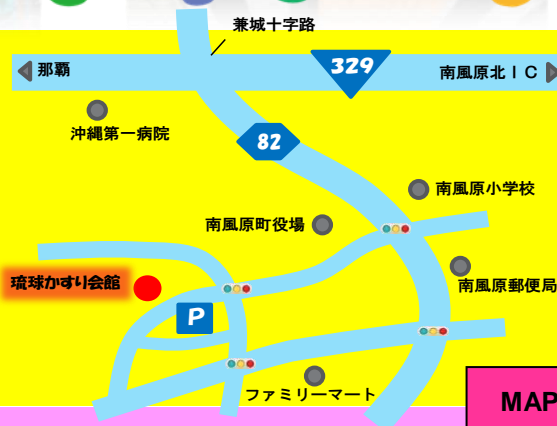 兼城十字路
那覇
329
南風原北ＩＣ
沖縄第一病院
82
南風原小学校
南風原町役場
琉球かすり会館
南風原郵便局
P
ファミリーマート
MAP